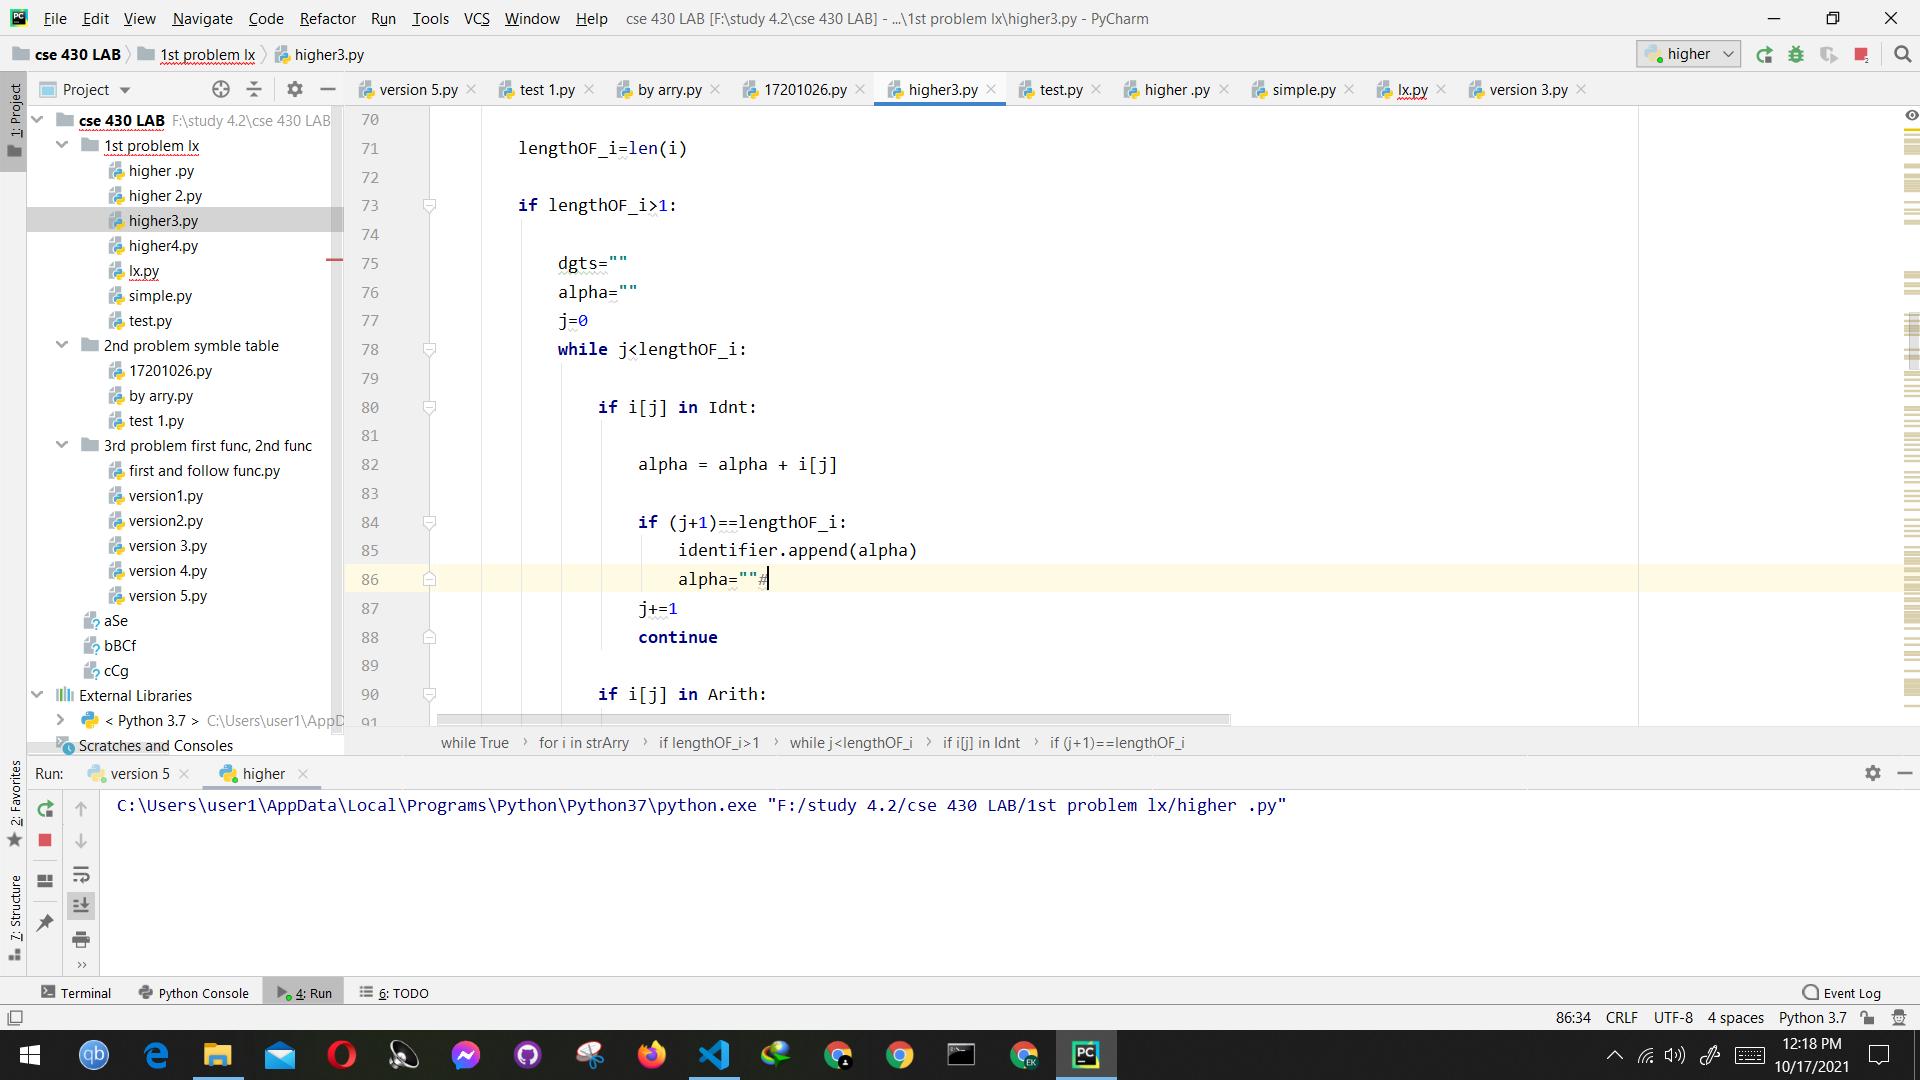 File Edit View Navigate Code Refactor Run Tools VCS Window Help cse 430 LAB [F:\study 4.2\cse 430 LAB] - ...\1st problem lx\higher3.py - PyCharm
cse 430 LAB 1st problem lx higher3.py higher
Project version 5.py test 1.py by arry.py 17201026.py higher3.py test.py higher .py simple.py lx.py version 3.py
1: Project
cse 430 LAB F:\study 4.2\cse 430 LAB
1st problem lx
higher .py
higher 2.py
higher3.py
higher4.py
lx.py
simple.py
test.py
2nd problem symble table
17201026.py
by arry.py
test 1.py
3rd problem first func, 2nd func
first and follow func.py
version1.py
version2.py
version 3.py
version 4.py
version 5.py
aSe
bBCf
cCg
External Libraries
< Python 3.7 > C:\Users\user1\AppD
Scratches and Consoles
70
71 lengthOF_i=len(i)
72
73 if lengthOF_i>1:
74
75 dgts=""
76 alpha=""
77 j=0
78 while j<lengthOF_i:
79
80 if i[j] in Idnt:
81
82 alpha = alpha + i[j]
83
84 if (j+1)==lengthOF_i:
85 identifier.append(alpha)
86 alpha=""#
87 j+=1
88 continue
89
90 if i[j] in Arith:
91
while True for i in strArry if lengthOF_i>1 while j<lengthOF_i if i[j] in Idnt if (j+1)==lengthOF_i
Run: version 5 higher
C:\Users\user1\AppData\Local\Programs\Python\Python37\python.exe "F:/study 4.2/cse 430 LAB/1st problem lx/higher .py"
2: Favorites
7: Structure
Terminal Python Console 4: Run 6: TODO Event Log
86:34 CRLF UTF-8 4 spaces Python 3.7
12:18 PM
10/17/2021